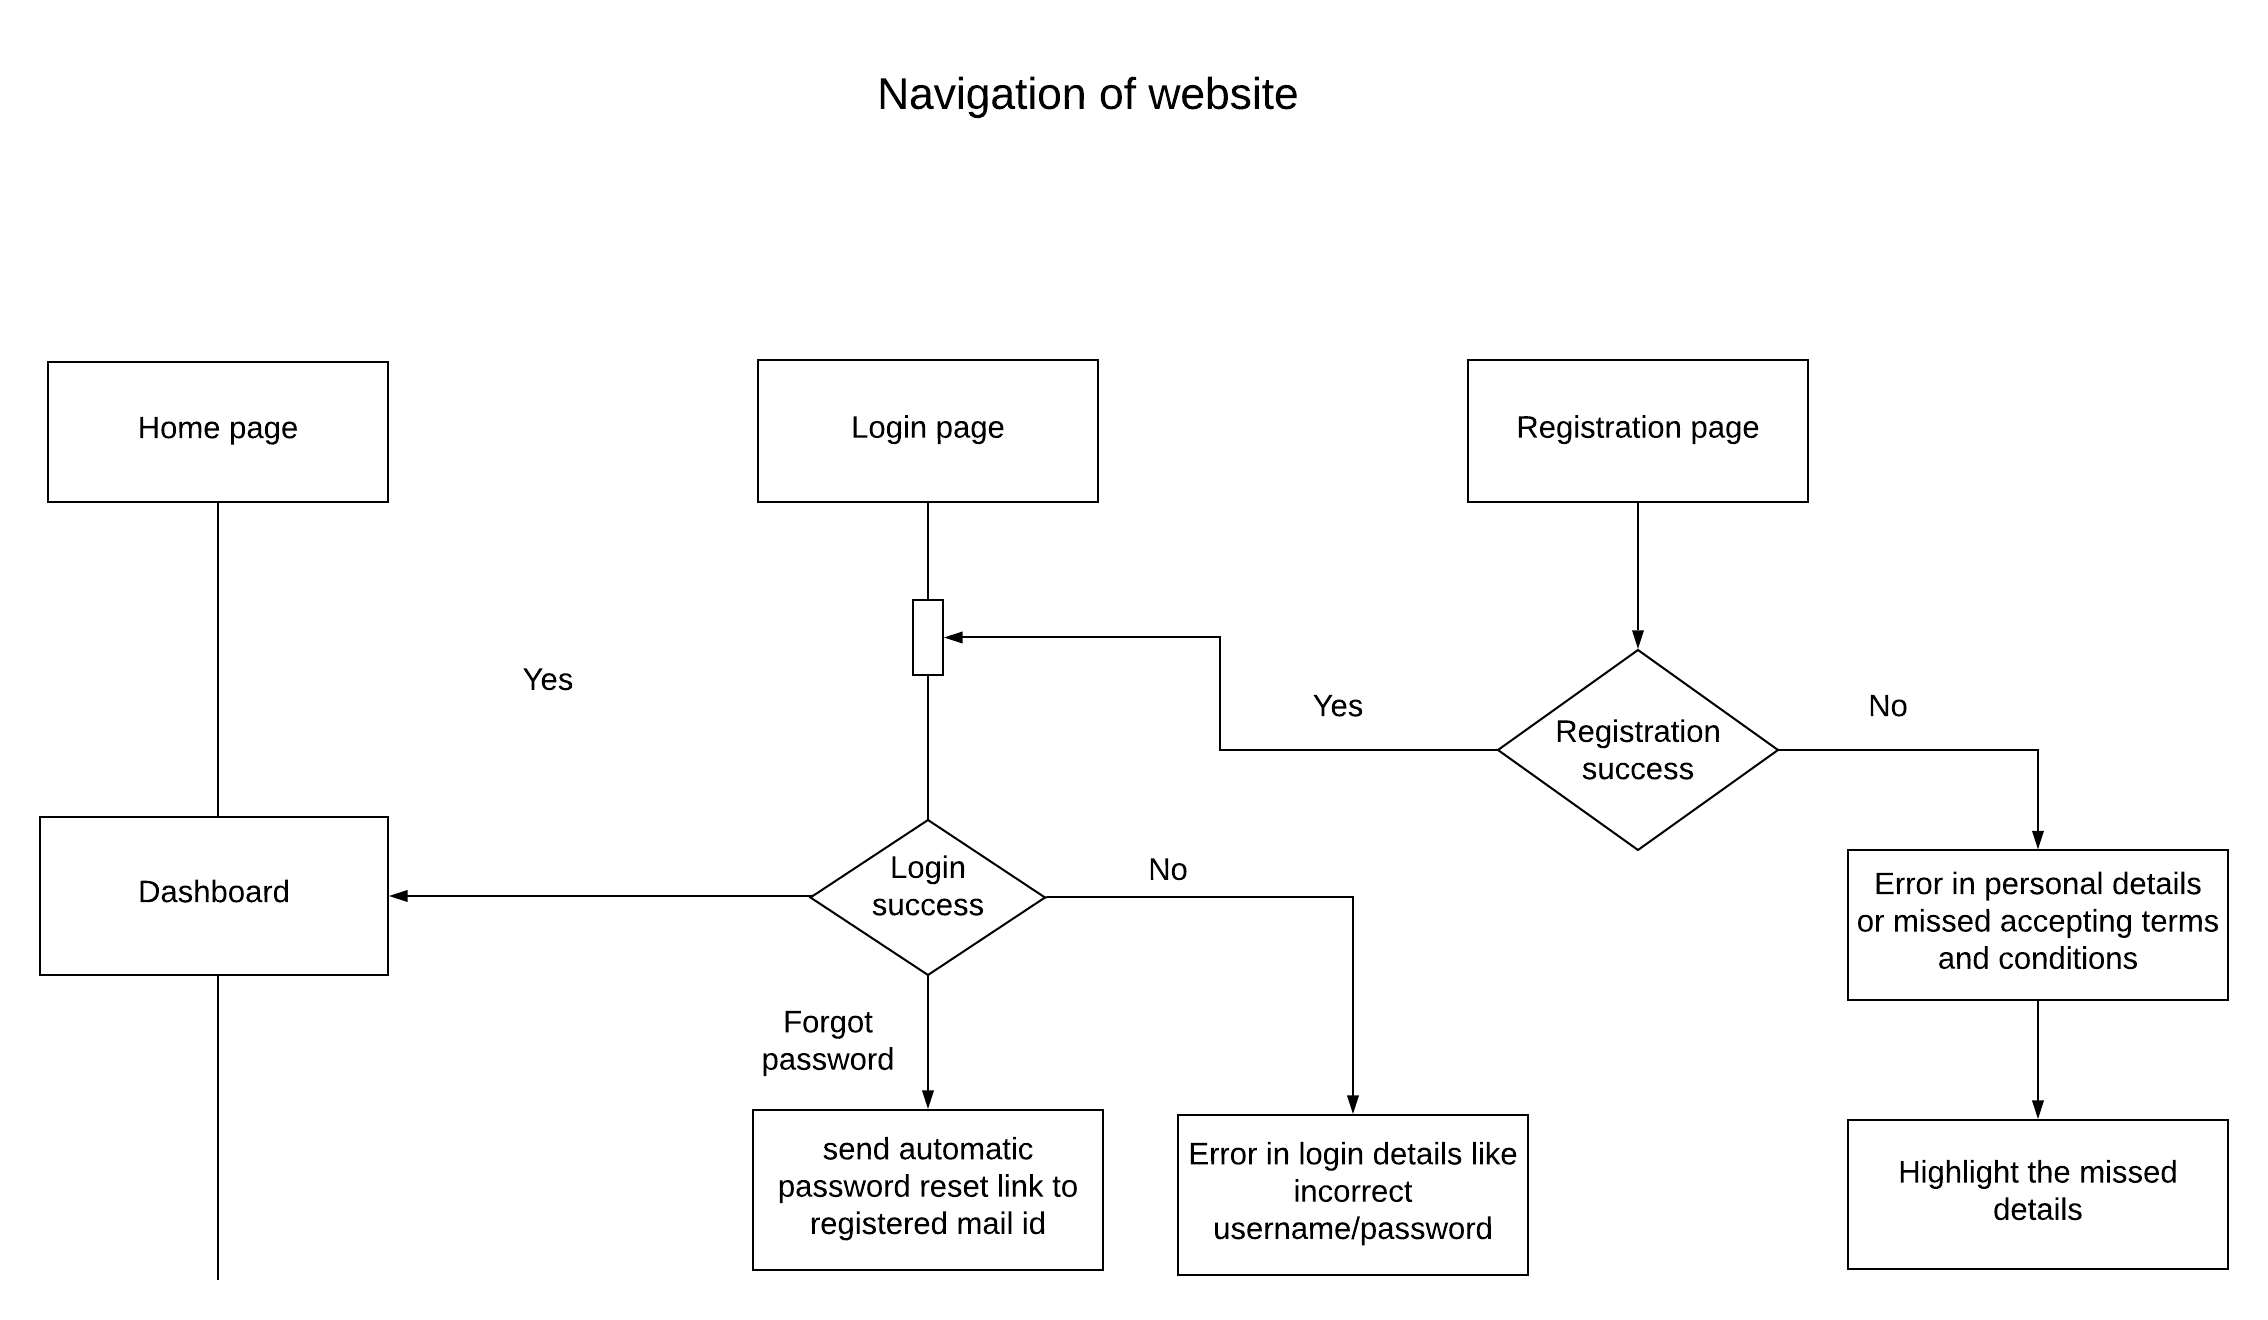 Navigation of website
Home page
Login page
Registration page
Yes
Yes
Registration
success
No
Dashboard
Login
success
No
Error in personal details
or missed accepting terms
and conditions
Forgot
password
send automatic
password reset link to
registered mail id
Error in login details like
incorrect
username/password
Highlight the missed
details